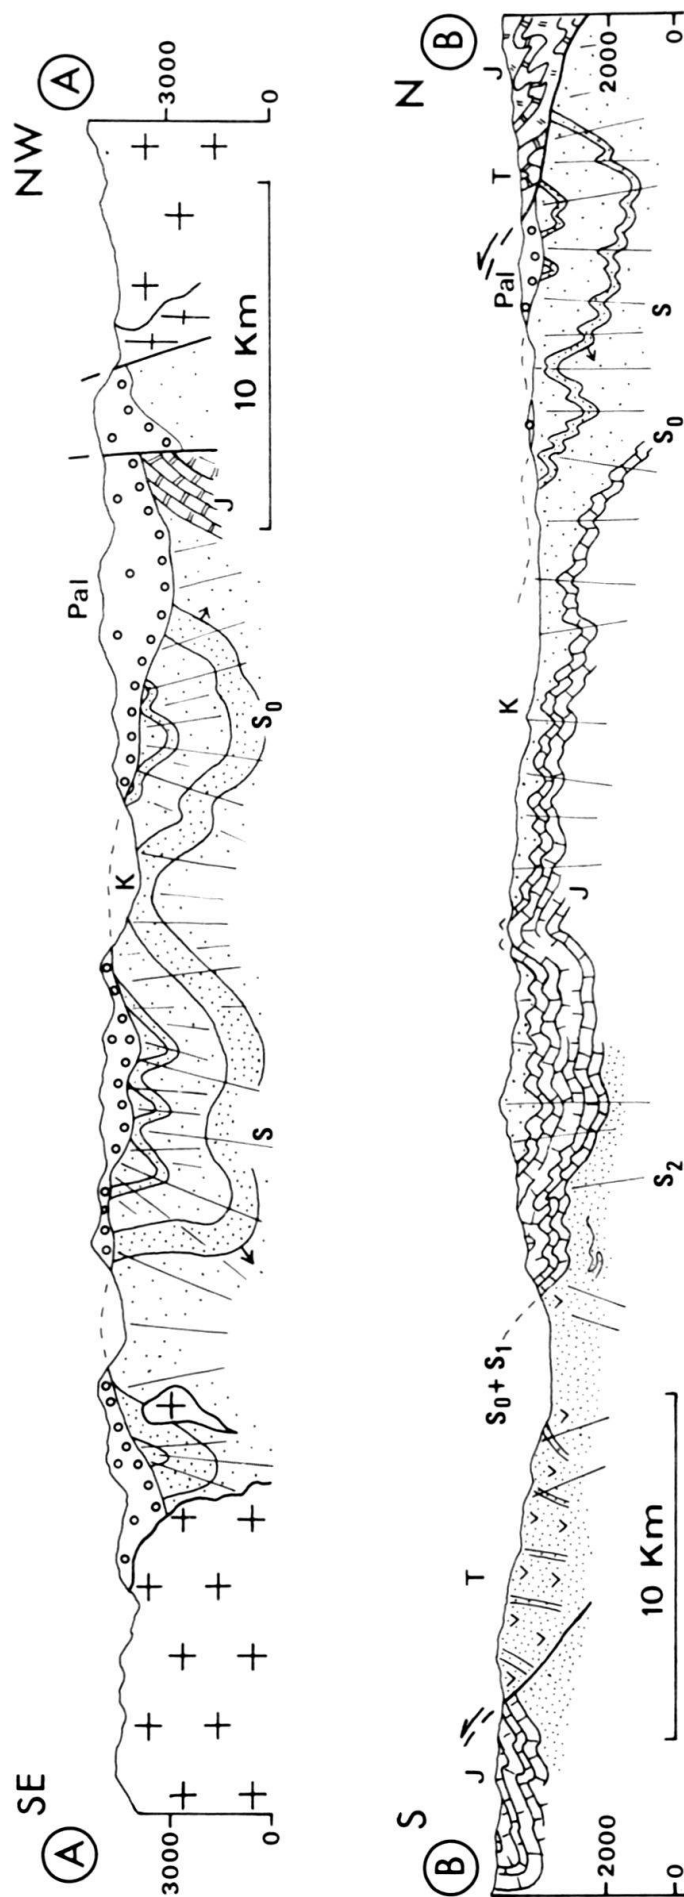 SE NW
A A
Pal
K
3000 3000
J
S S₀
0 0
10 Km
S N
B B
J T S₀ + S₁ K Pal T J
J
2000 2000
S₂ S₀ S
0 0
10 Km